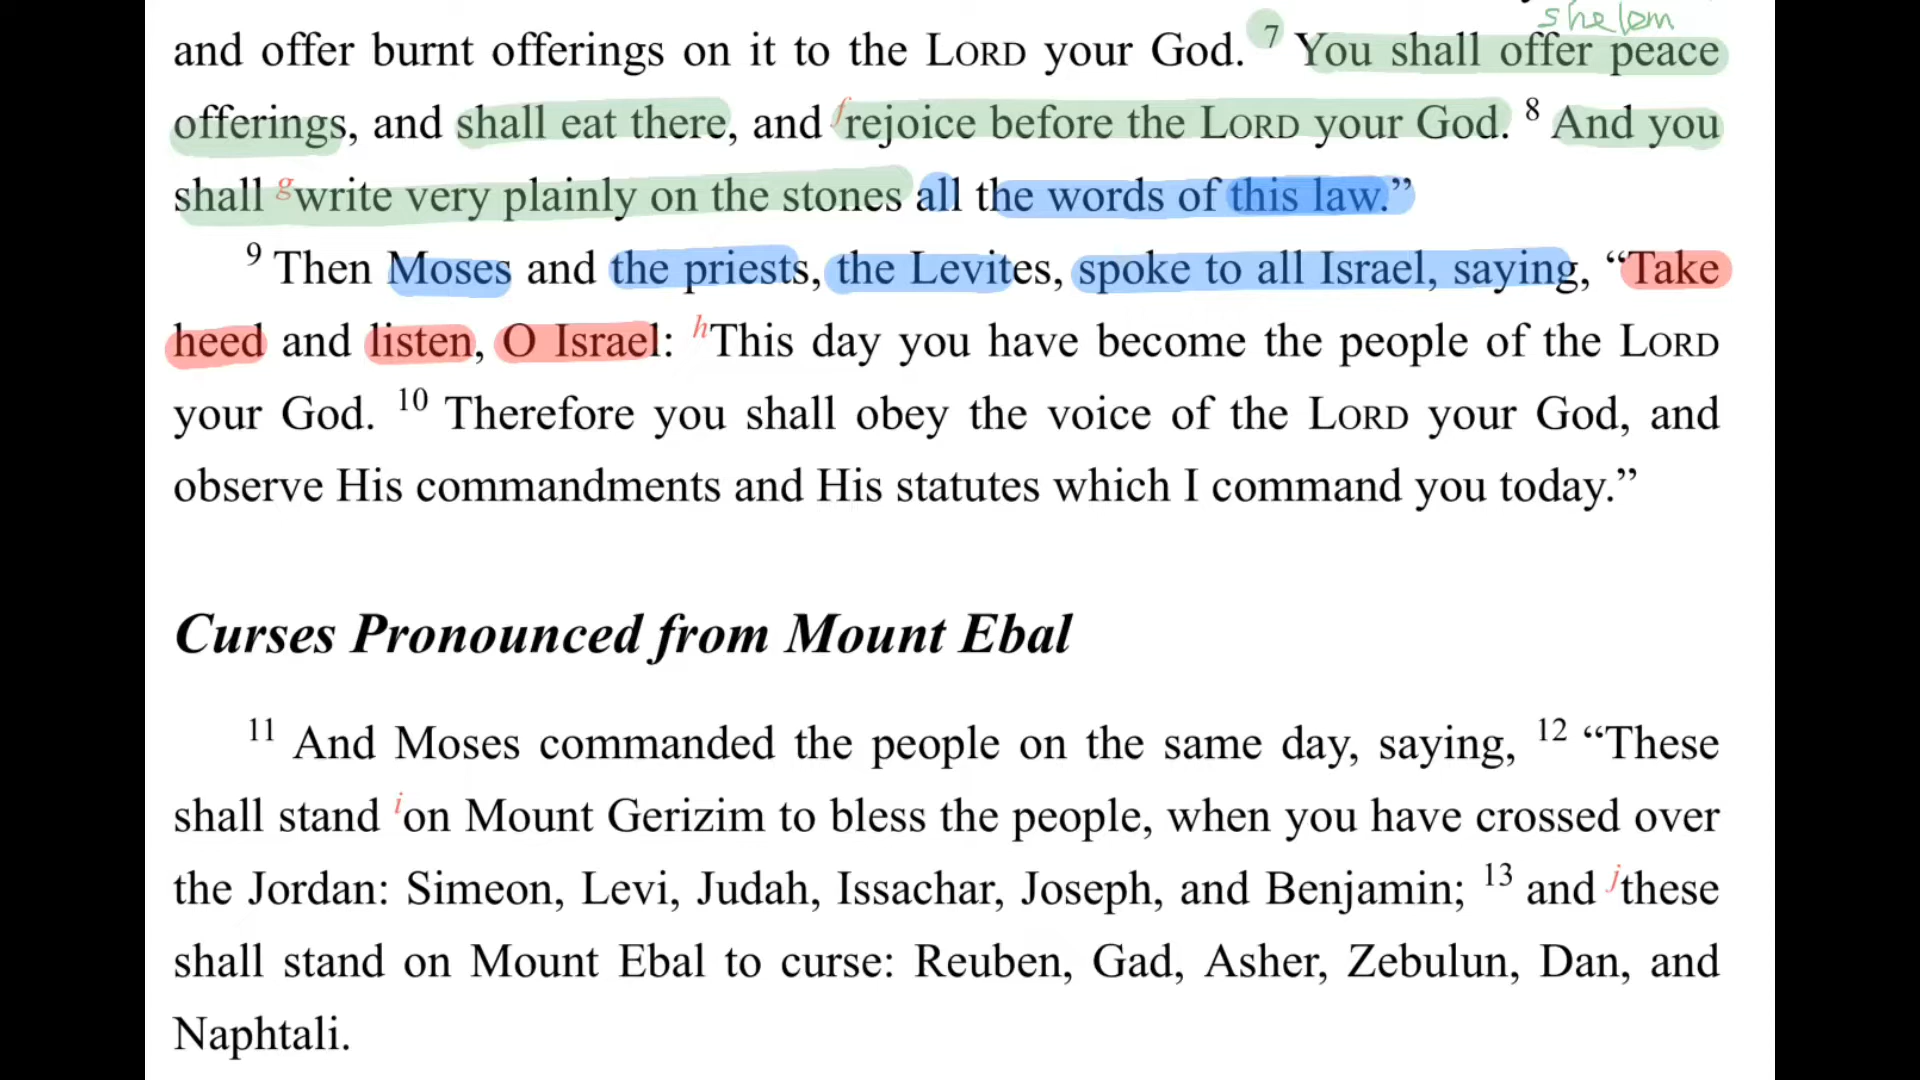 shelom
and offer burnt offerings on it to the LORD your God. 7 You shall offer peace
offerings, and shall eat there, and f rejoice before the LORD your God. 8 And you
shall g write very plainly on the stones all the words of this law.”
9 Then Moses and the priests, the Levites, spoke to all Israel, saying, “Take
heed and listen, O Israel: h This day you have become the people of the LORD
your God. 10 Therefore you shall obey the voice of the LORD your God, and
observe His commandments and His statutes which I command you today.”
Curses Pronounced from Mount Ebal
11 And Moses commanded the people on the same day, saying, 12 “These
shall stand i on Mount Gerizim to bless the people, when you have crossed over
the Jordan: Simeon, Levi, Judah, Issachar, Joseph, and Benjamin; 13 and j these
shall stand on Mount Ebal to curse: Reuben, Gad, Asher, Zebulun, Dan, and
Naphtali.